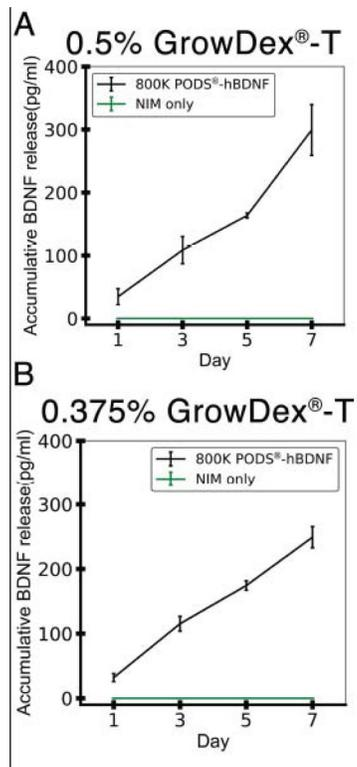 A
0.5% GrowDex®-T
Accumulative BDNF release(pg/ml)
400
300
200
100
0
800K PODS®-hBDNF
NIM only
1 3 5 7
Day
B
0.375% GrowDex®-T
Accumulative BDNF release(pg/ml)
400
300
200
100
0
800K PODS®-hBDNF
NIM only
1 3 5 7
Day